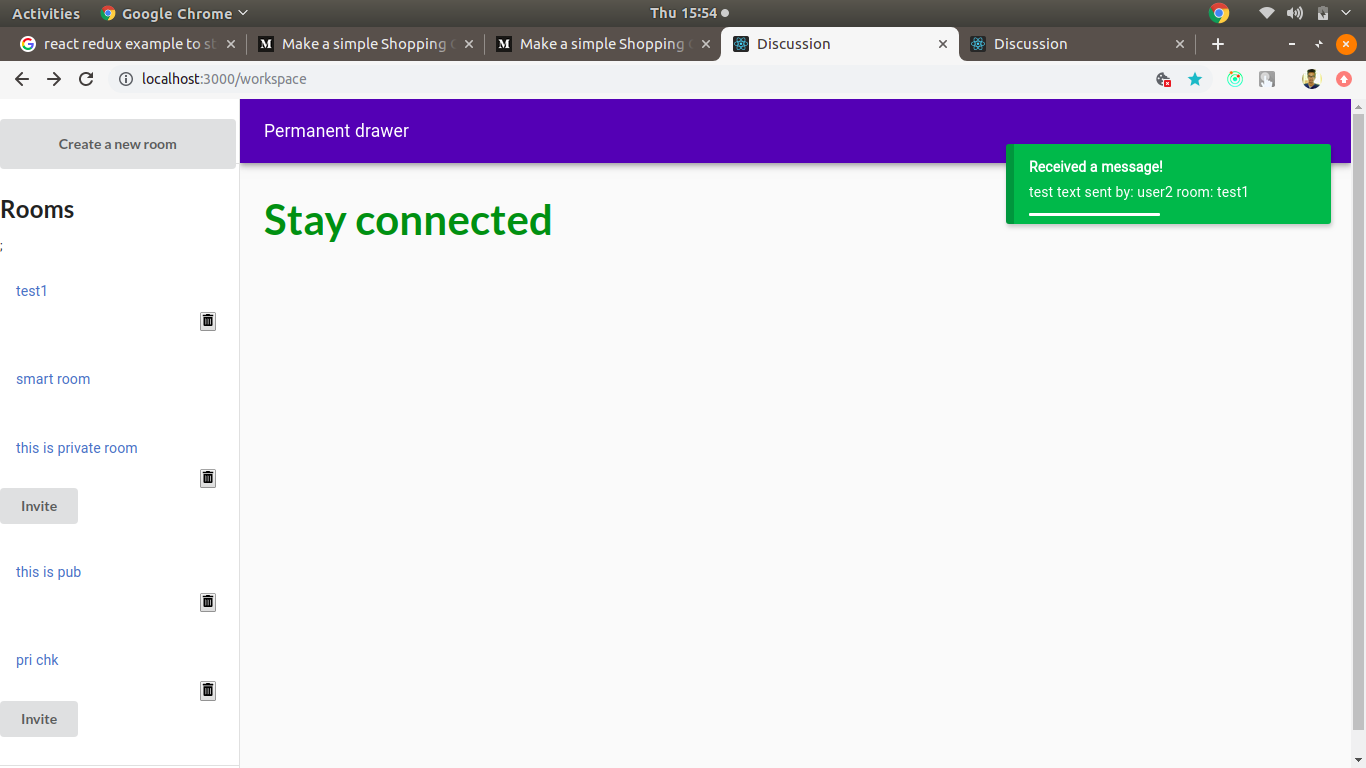 Activities Google Chrome Thu 15:54
react redux example to st Make a simple Shopping C Make a simple Shopping C Discussion Discussion
localhost:3000/workspace
Create a new room
Permanent drawer
Received a message!
test text sent by: user2 room: test1
Rooms
Stay connected
;
test1
smart room
this is private room
Invite
this is pub
pri chk
Invite